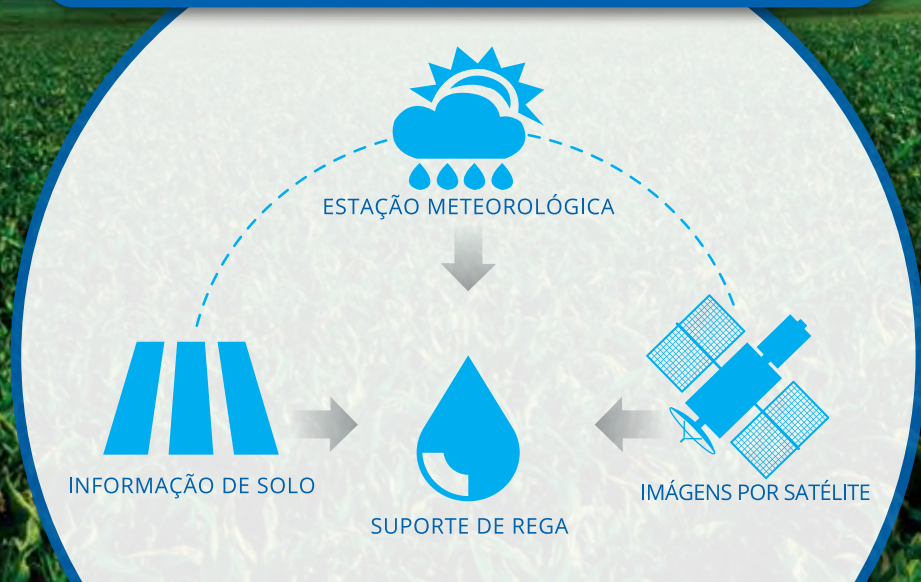 ESTAÇÃO METEOROLÓGICA
INFORMAÇÃO DE SOLO
IMÁGENS POR SATÉLITE
SUPORTE DE REGA